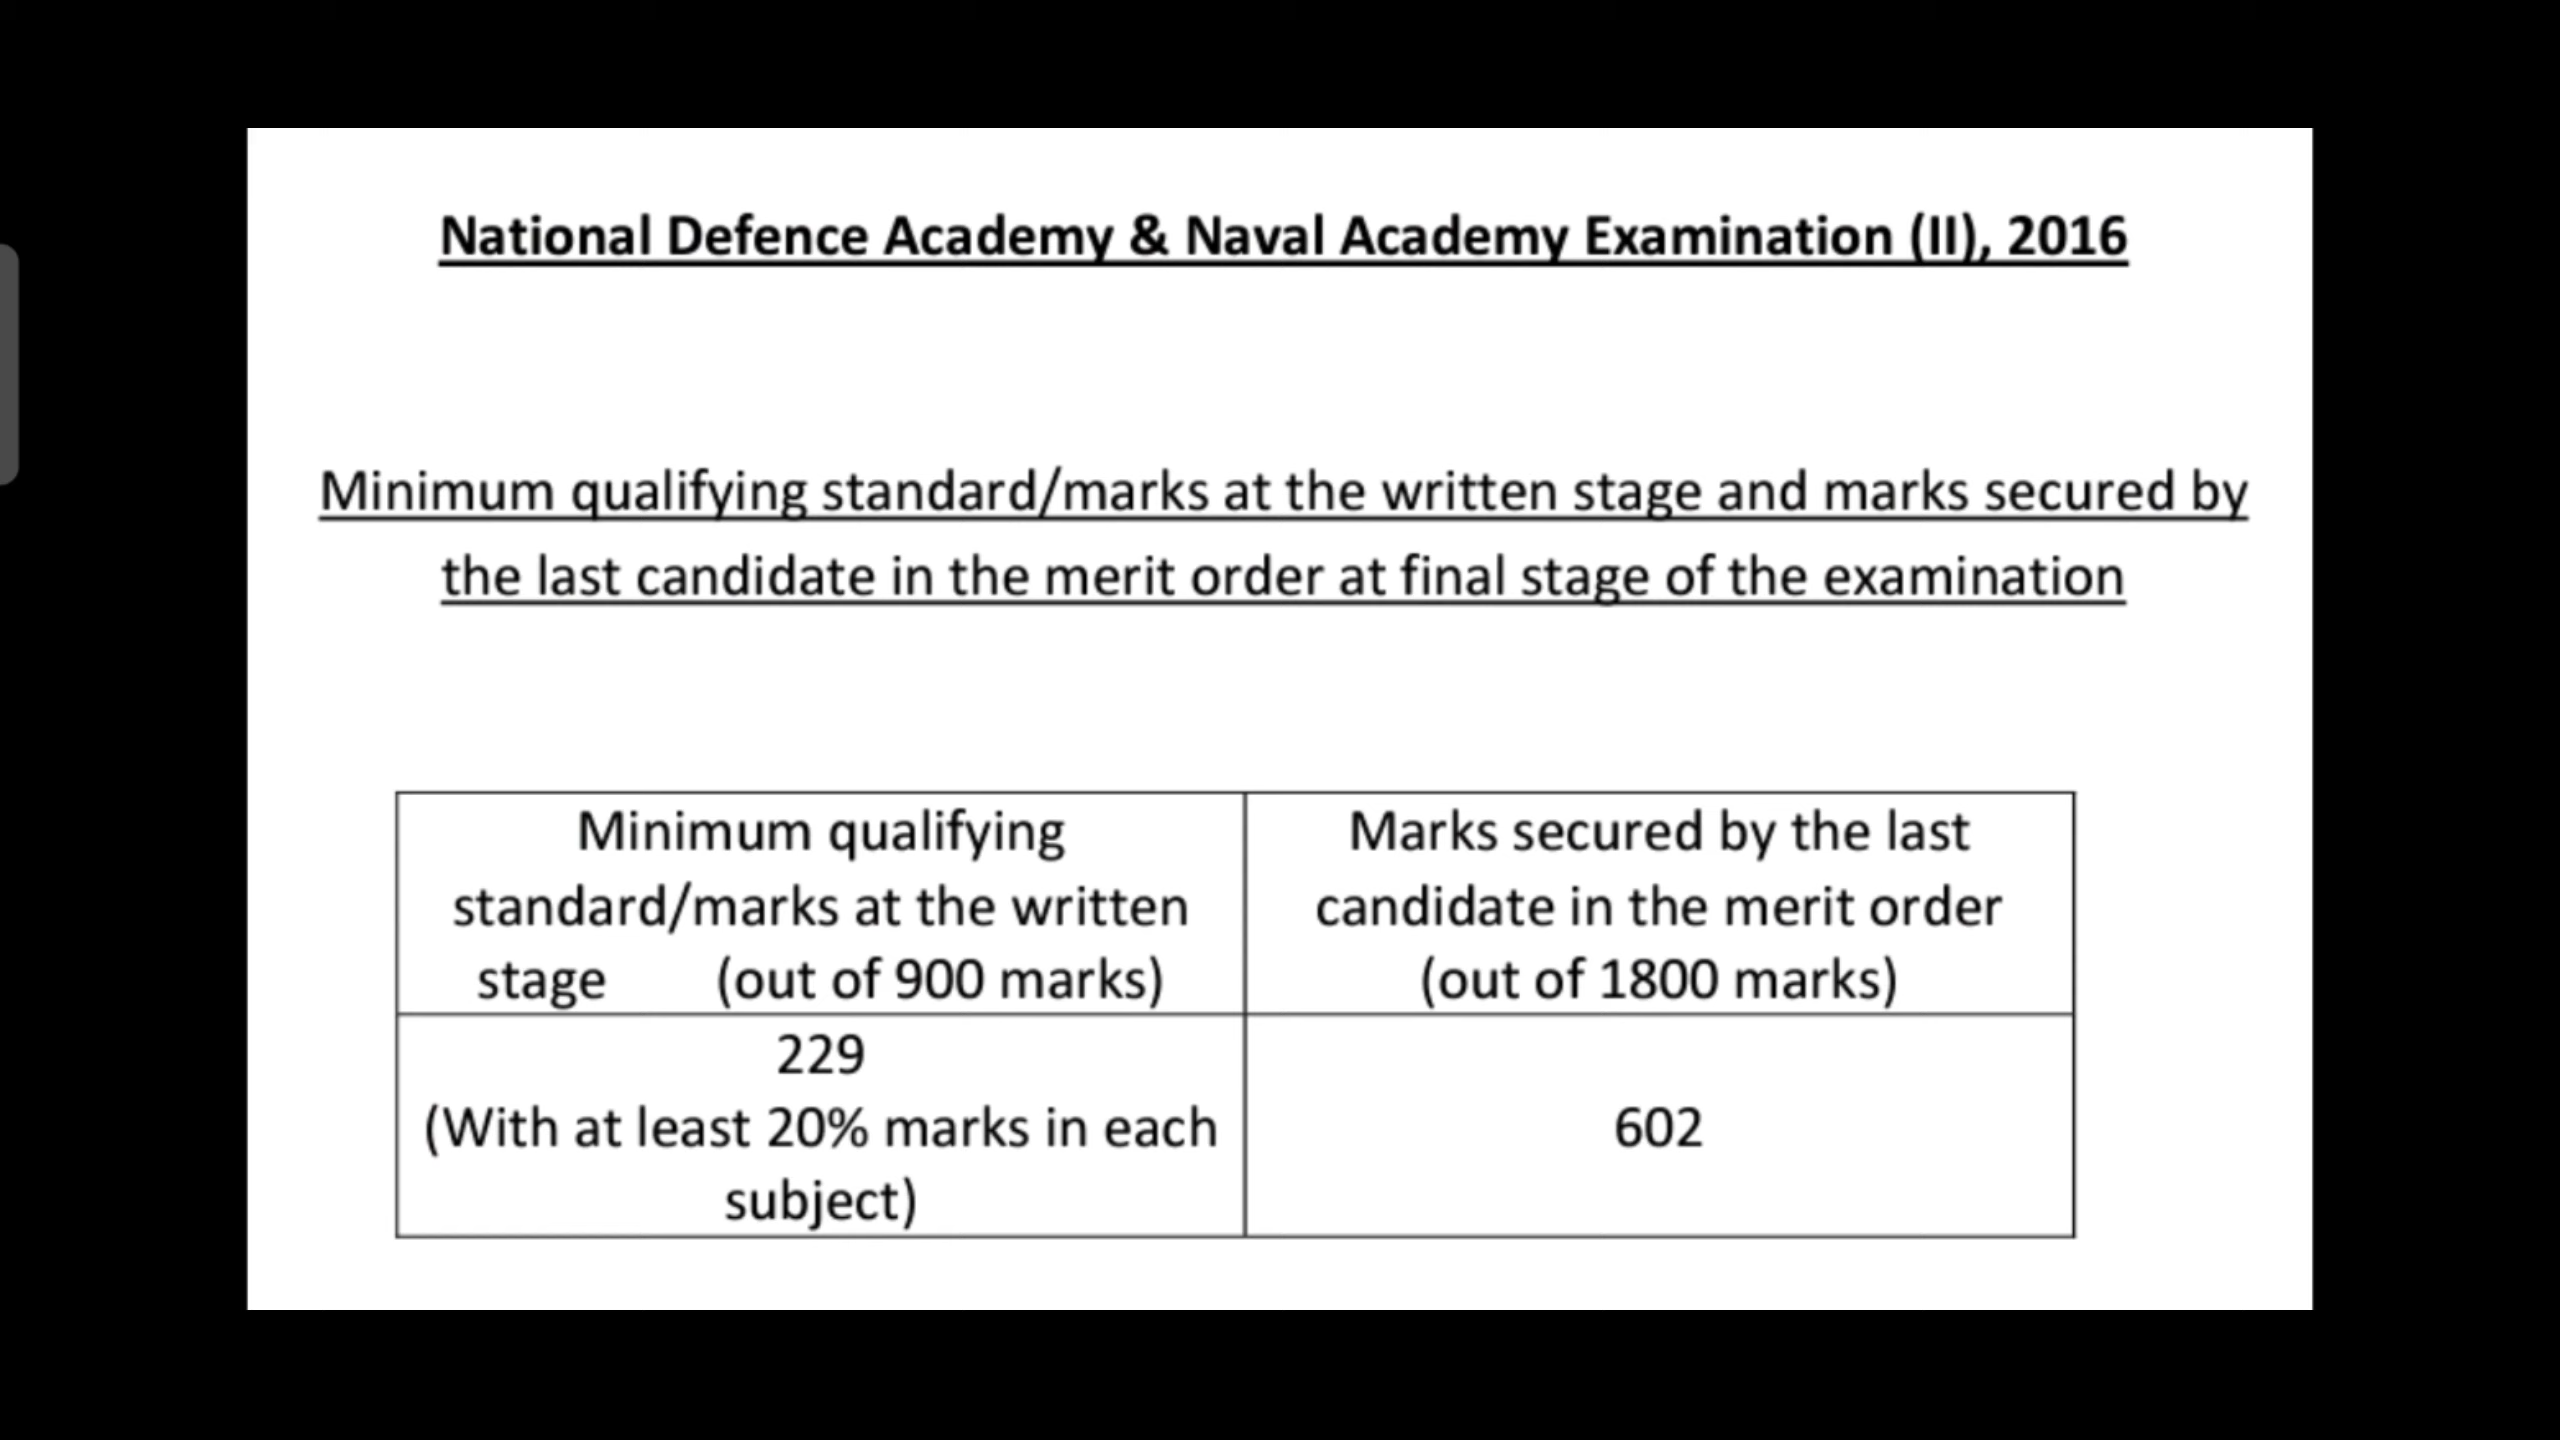 National Defence Academy & Naval Academy Examination (II), 2016
Minimum qualifying standard/marks at the written stage and marks secured by
the last candidate in the merit order at final stage of the examination
Minimum qualifying
standard/marks at the written
stage (out of 900 marks)
Marks secured by the last
candidate in the merit order
(out of 1800 marks)
229
(With at least 20% marks in each
subject)
602